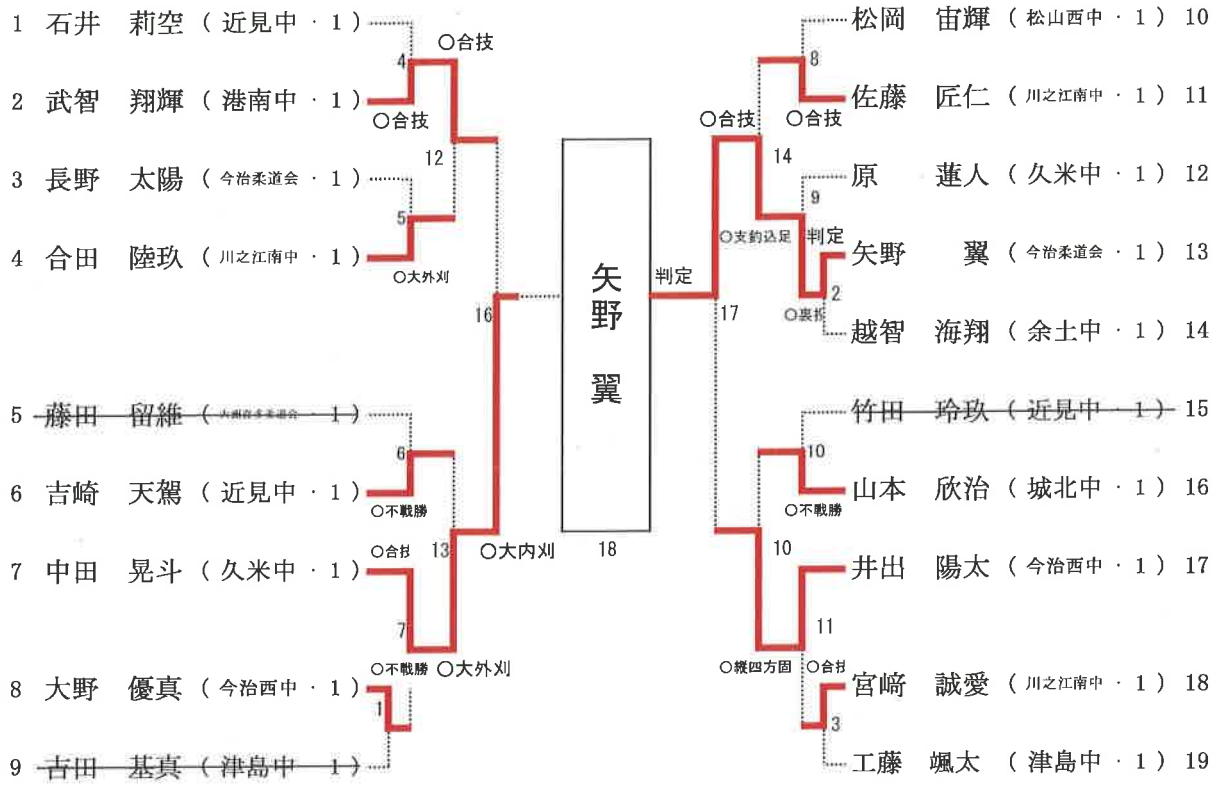 1 石井 莉空 ( 近見中 ・ 1 )
4
○合技
2 武智 翔輝 ( 港南中 ・ 1 )
○合技
12
3 長野 太陽 ( 今治柔道会 ・ 1 )
5
4 合田 陸玖 ( 川之江南中 ・ 1 )
○大外刈
16
5 藤田 留維 ( 柔道会 ・ 1 )
6
6 吉崎 天駕 ( 近見中 ・ 1 )
○不戦勝
○合技
13
○大内刈
7 中田 晃斗 ( 久米中 ・ 1 )
7
○不戦勝
○大外刈
8 大野 優真 ( 今治西中 ・ 1 )
1
9 吉田 基真 ( 津島中 ・ 1 )
矢野 翼
18
判定
松岡 宙輝 ( 松山西中 ・ 1 ) 10
8
佐藤 匠仁 ( 川之江南中 ・ 1 ) 11
○合技
○合技
14
原 蓮人 ( 久米中 ・ 1 ) 12
9
○支釣込足
判定
矢野 翼 ( 今治柔道会 ・ 1 ) 13
2
17
○裏投
越智 海翔 ( 余土中 ・ 1 ) 14
竹田 玲玖 ( 近見中 ・ 1 ) 15
10
山本 欣治 ( 城北中 ・ 1 ) 16
○不戦勝
10
井出 陽太 ( 今治西中 ・ 1 ) 17
11
○縦四方固
○合技
宮﨑 誠愛 ( 川之江南中 ・ 1 ) 18
3
工藤 颯太 ( 津島中 ・ 1 ) 19